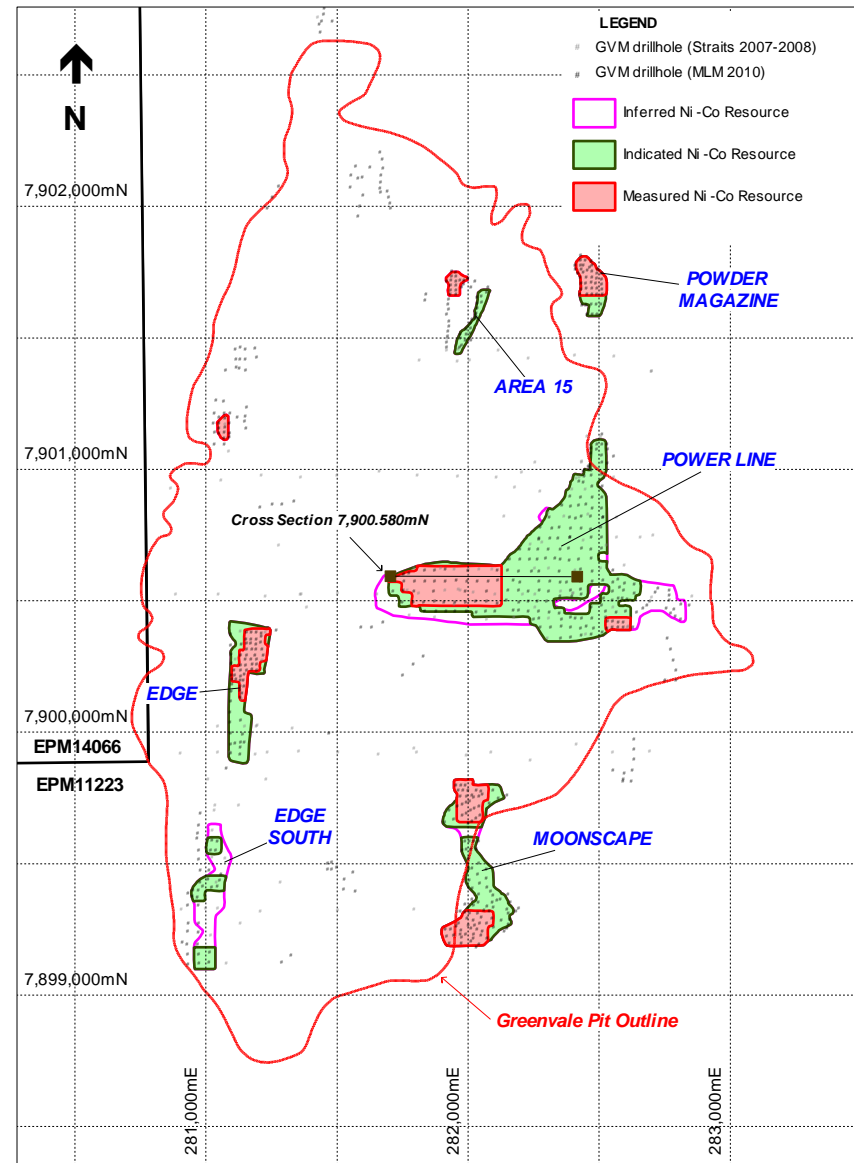 LEGEND
GVM drillhole (Straits 2007-2008)
GVM drillhole (MLM 2010)
Inferred Ni-Co Resource
Indicated Ni-Co Resource
Measured Ni-Co Resource
N
7,902,000mN
POWDER
MAGAZINE
AREA 15
7,901,000mN
POWER LINE
Cross Section 7,900.580mN
EDGE
7,900,000mN
EPM14066
EPM11223
EDGE
SOUTH
MOONSCAPE
7,899,000mN
Greenvale Pit Outline
281,000mE
282,000mE
283,000mE